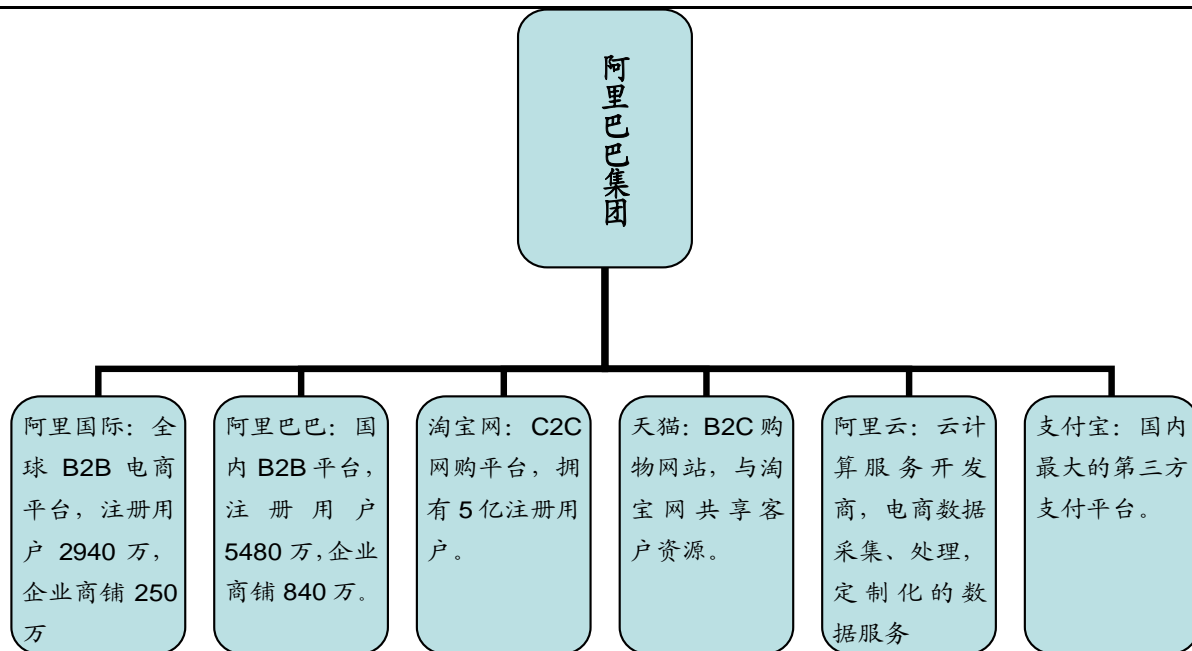 阿里巴巴集团
阿里国际：全
球 B2B 电商
平台，注册用
户 2940 万，
企业商铺 250
万
阿里巴巴：国
内 B2B 平台，
注册用户
5480 万，企业
商铺 840 万。
淘宝网：C2C
网购平台，拥
有 5 亿注册用
户。
天猫：B2C 购
物网站，与淘
宝网共享客
户资源。
阿里云：云计
算服务开发
商，电商数据
采集、处理，
定制化的数
据服务
支付宝：国内
最大的第三方
支付平台。